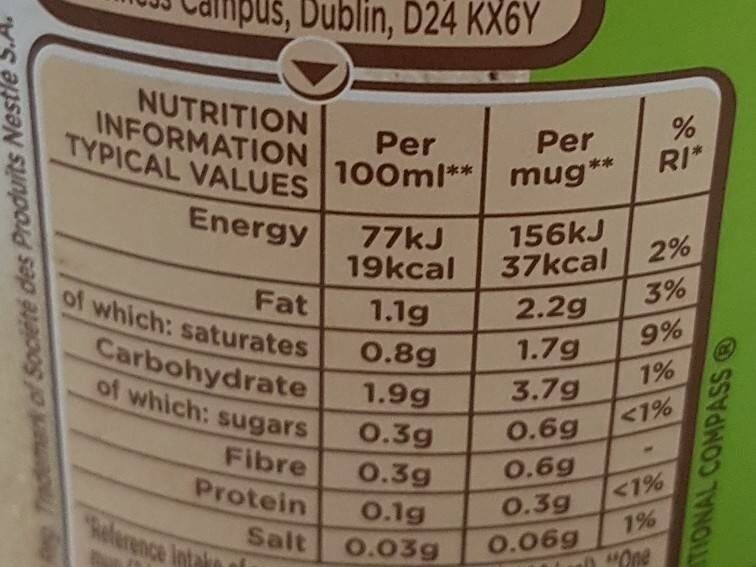 Campus, Dublin, D24 KX6Y
NUTRITION
INFORMATION
TYPICAL VALUES
Per
100ml**
Per
mug**
%
RI*
Energy 77kJ 156kJ
19kcal 37kcal 2%
Fat 1.1g 2.2g 3%
of which: saturates 0.8g 1.7g 9%
Carbohydrate 1.9g 3.7g 1%
of which: sugars 0.3g 0.6g <1%
Fibre 0.3g 0.6g -
Protein 0.1g 0.3g <1%
Salt 0.03g 0.06g 1%
*Reference Intake of
**One
Trademark of Société des Produits Nestlé S.A.
COMPASS ®